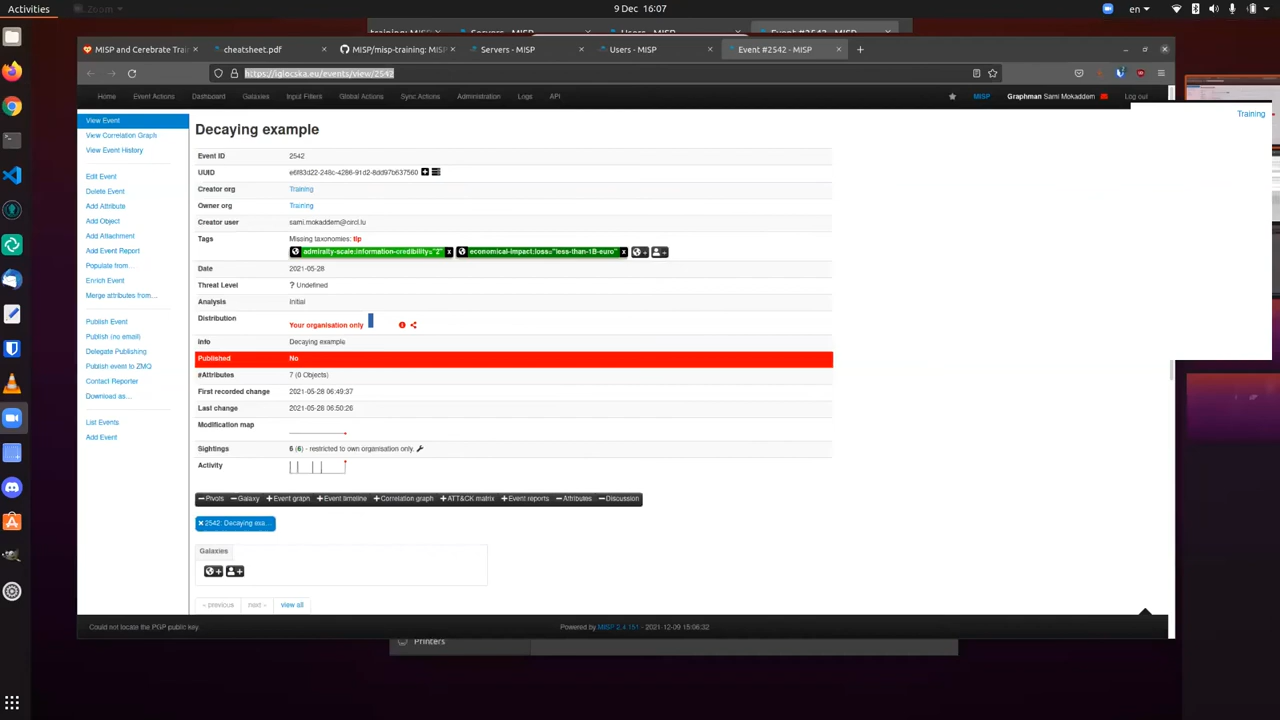 Activities
Zoom
9 Dec 16:07
MISP and Cerebrate Trai
cheatsheet.pdf
MISP/misp-training: MIS
Servers - MISP
Users - MISP
Event #2542 - MISP
https://iglocska.eu/events/view/2542
Home Event Actions Dashboard Galaxies Input Filters Global Actions Sync Actions Administration Logs API
MISP Graphman Sami Mokaddem Log out
Training
View Event
View Correlation Graph
View Event History
Edit Event
Delete Event
Add Attribute
Add Object
Add Attachment
Add Event Report
Populate from...
Enrich Event
Merge attributes from...
Publish Event
Publish (no email)
Delegate Publishing
Publish event to ZMQ
Contact Reporter
Download as...
List Events
Add Event
Decaying example
Event ID 2542
UUID e6f83d22-248c-4286-91d2-8dd97b637560
Creator org Training
Owner org Training
Creator user sami.mokaddem@circl.lu
Tags Missing taxonomies: tlp
admiralty-scale:information-credibility="2" x economical-impact:loss="less-than-1B-euro" x
Date 2021-05-28
Threat Level ? Undefined
Analysis Initial
Distribution Your organisation only
Info Decaying example
Published No
#Attributes 7 (0 Objects)
First recorded change 2021-05-28 06:49:37
Last change 2021-05-28 06:50:26
Modification map
Sightings 6 (6) - restricted to own organisation only.
Activity
Pivots Galaxy Event graph Event timeline Correlation graph ATT&CK matrix Event reports Attributes Discussion
2542: Decaying exa...
Galaxies
« previous next » view all
Could not locate the PGP public key.
Powered by MISP 2.4.151 - 2021-12-09 15:06:32
Printers